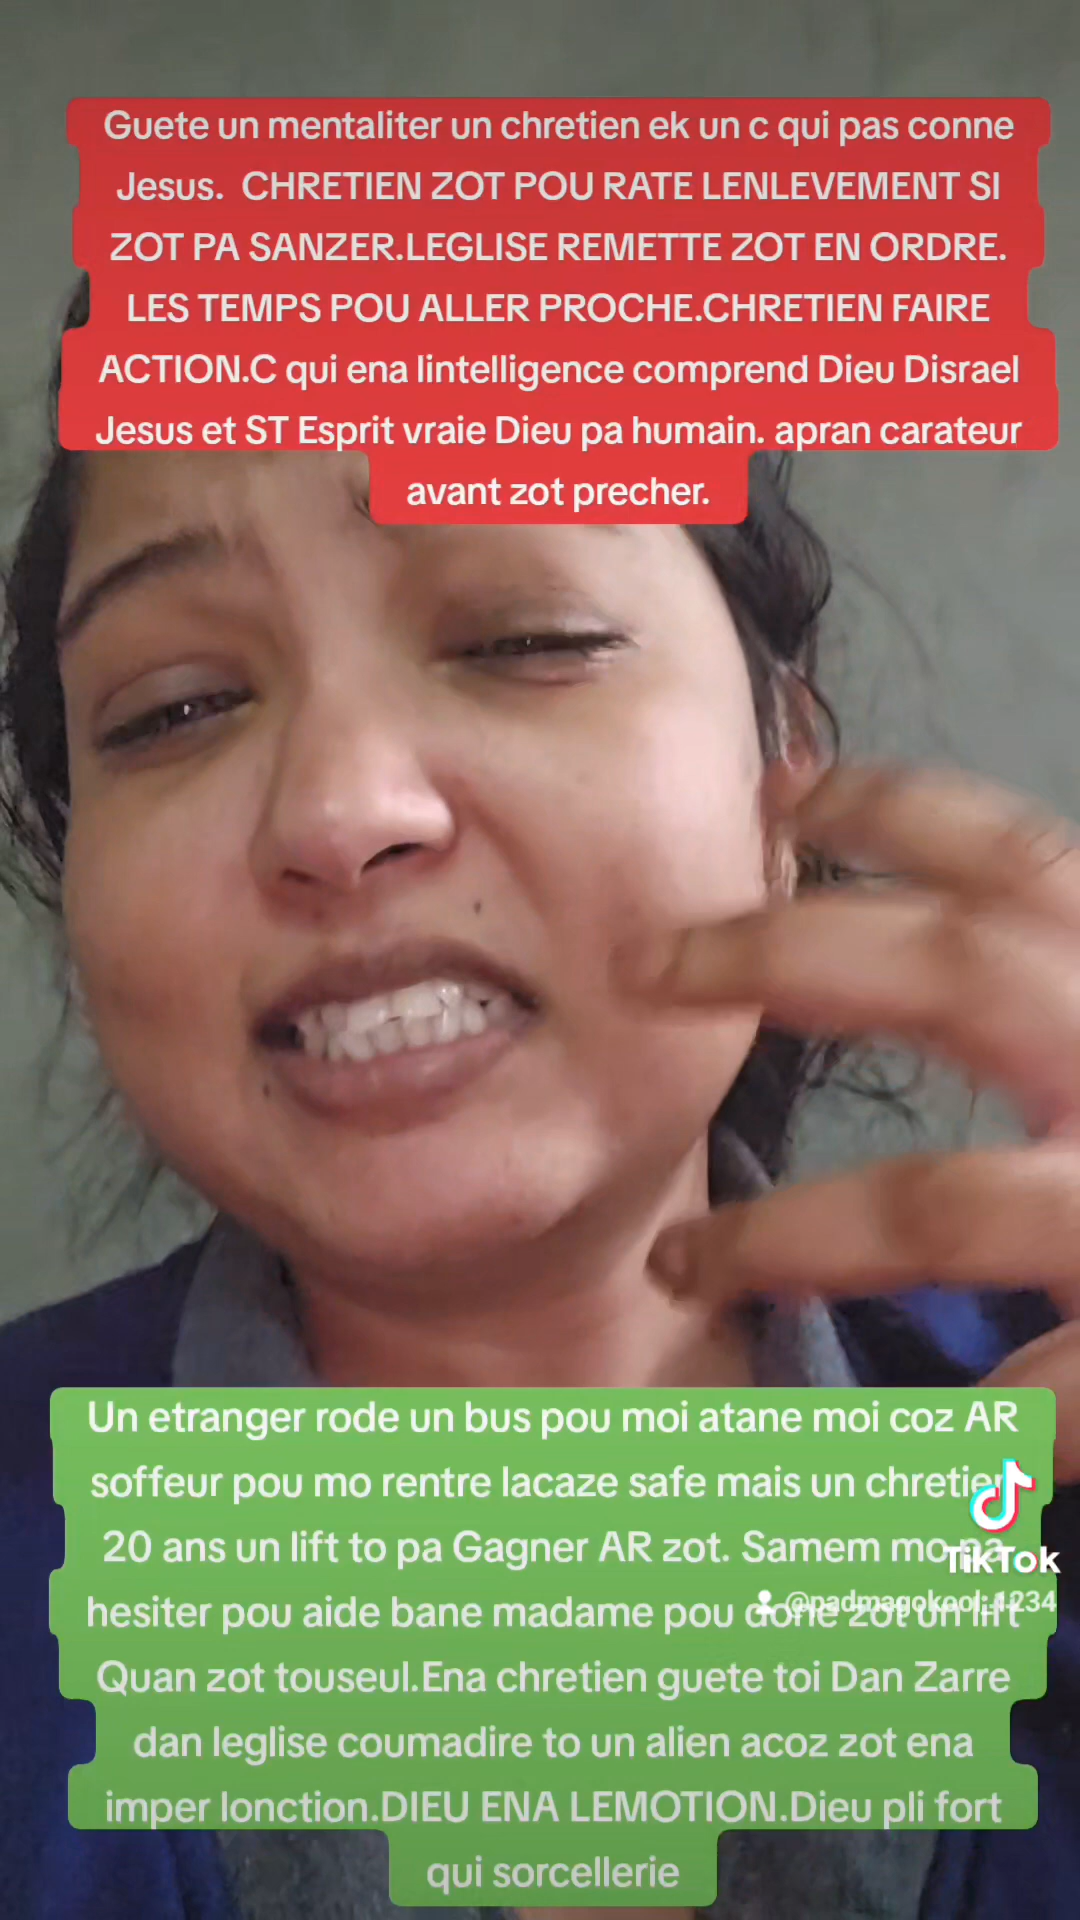 Guete un mentaliter un chretien ek un c qui pas conne
Jesus. CHRETIEN ZOT POU RATE LENLEVEMENT SI
ZOT PA SANZER.LEGLISE REMETTE ZOT EN ORDRE.
LES TEMPS POU ALLER PROCHE.CHRETIEN FAIRE
ACTION.C qui ena lintelligence comprend Dieu Disrael
Jesus et ST Esprit vraie Dieu pa humain. apran carateur
avant zot precher.
Un etranger rode un bus pou moi atane moi coz AR
soffeur pou mo rentre lacaze safe mais un chretien
20 ans un lift to pa Gagner AR zot. Samem mo pa
TikTok
hesiter pou aide bane madame pou done zot un lift
@padmagokool-1234
Quan zot touseul.Ena chretien guete toi Dan Zarre
dan leglise coumadire to un alien acoz zot ena
imper lonction.DIEU ENA LEMOTION.Dieu pli fort
qui sorcellerie